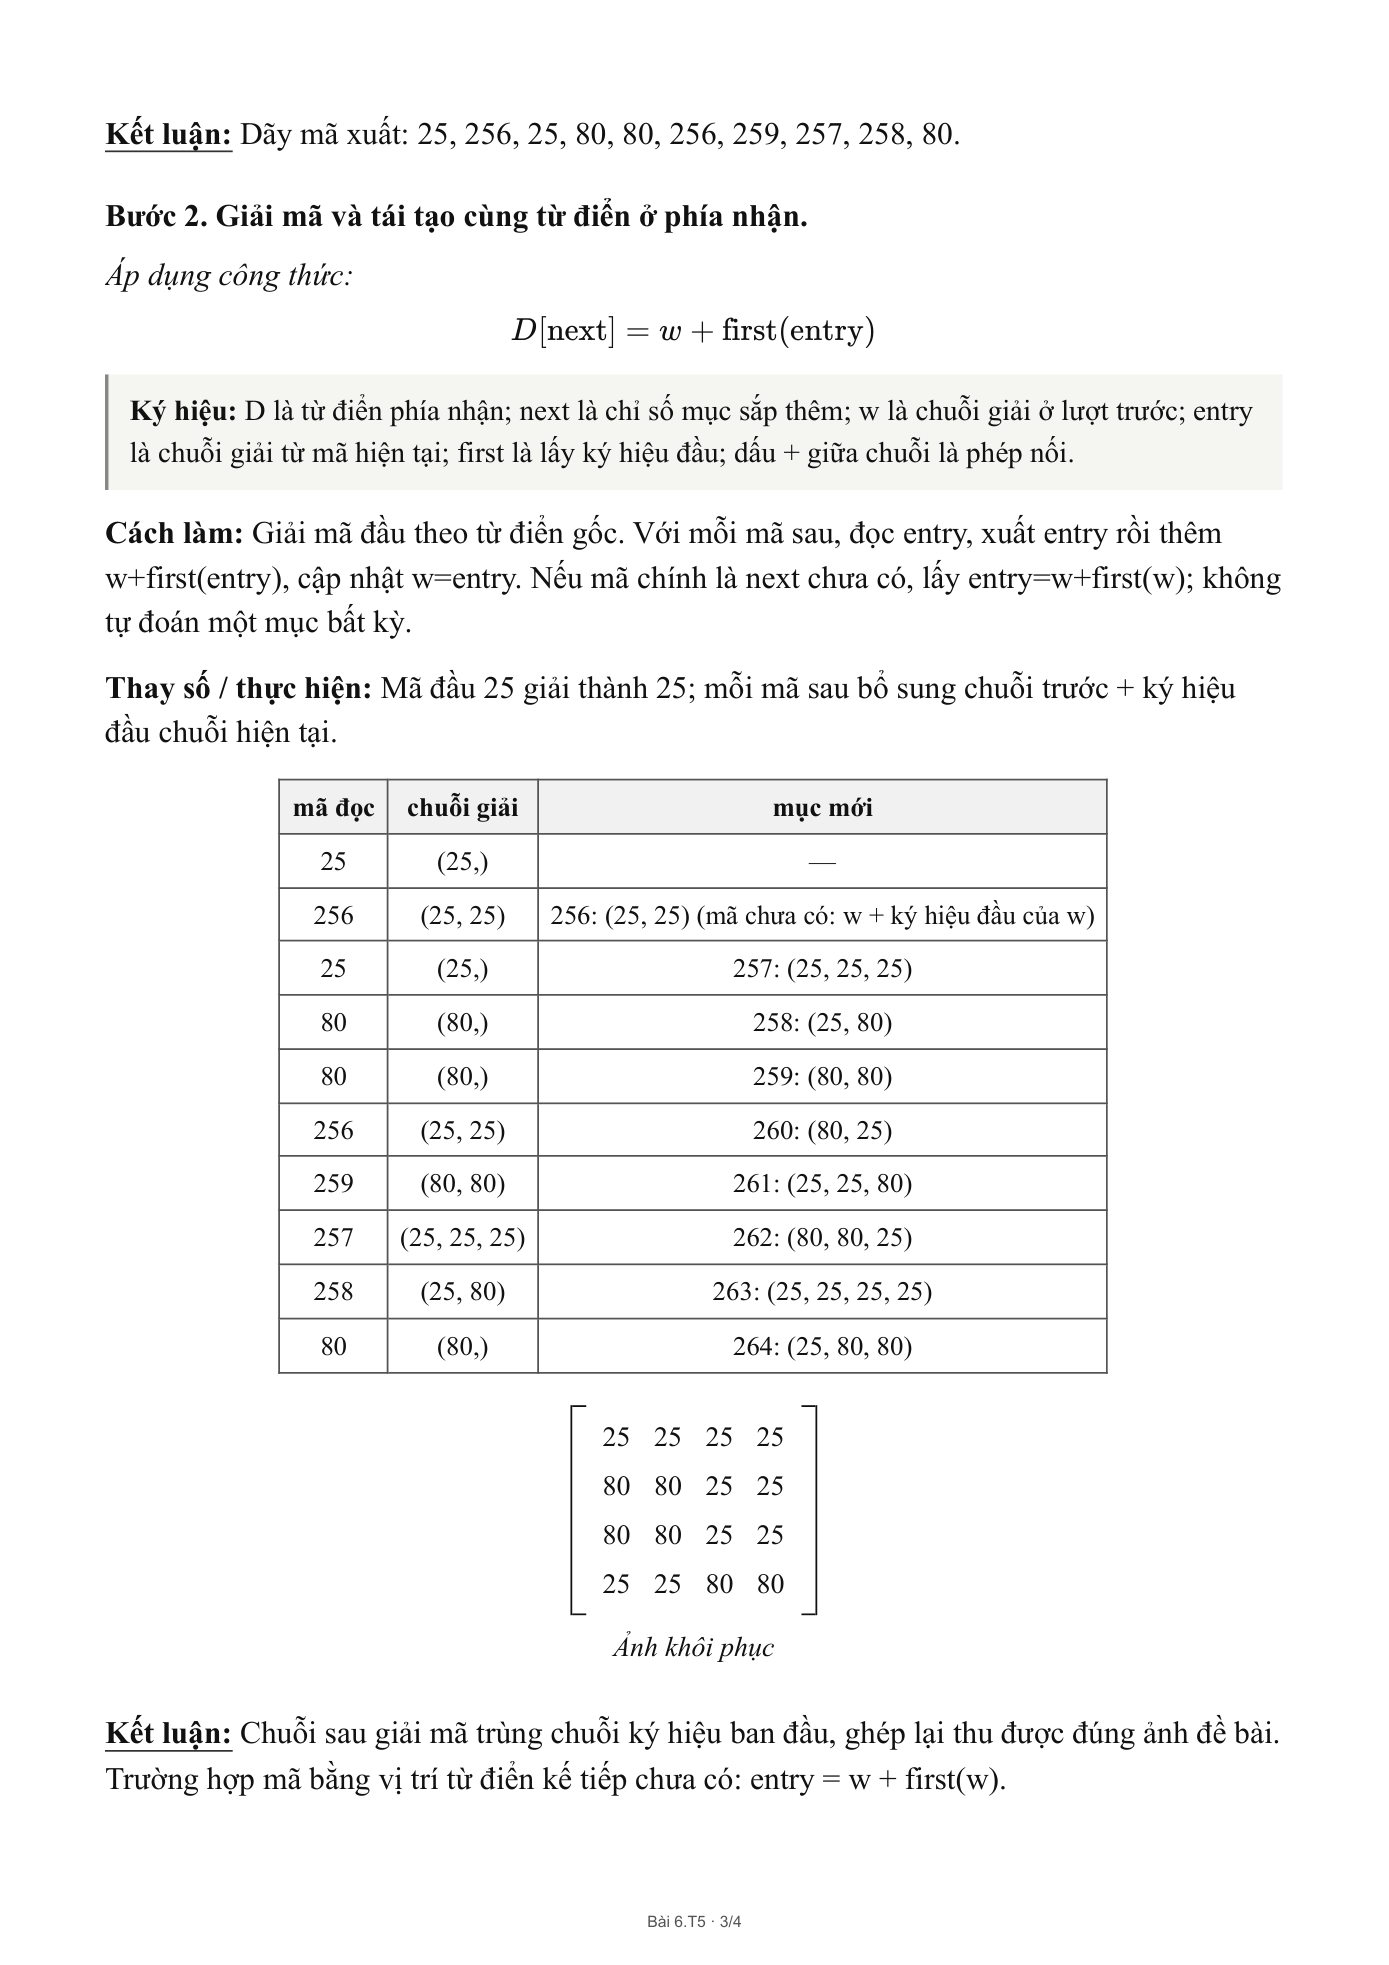 Kết luận: Dãy mã xuất: 25, 256, 25, 80, 80, 256, 259, 257, 258, 80.
Bước 2. Giải mã và tái tạo cùng từ điển ở phía nhận.
Áp dụng công thức:
D[next] = w + first(entry)
Ký hiệu: D là từ điển phía nhận; next là chỉ số mục sắp thêm; w là chuỗi giải ở lượt trước; entry
là chuỗi giải từ mã hiện tại; first là lấy ký hiệu đầu; dấu + giữa chuỗi là phép nối.
Cách làm: Giải mã đầu theo từ điển gốc. Với mỗi mã sau, đọc entry, xuất entry rồi thêm
w+first(entry), cập nhật w=entry. Nếu mã chính là next chưa có, lấy entry=w+first(w); không
tự đoán một mục bất kỳ.
Thay số / thực hiện: Mã đầu 25 giải thành 25; mỗi mã sau bổ sung chuỗi trước + ký hiệu
đầu chuỗi hiện tại.
mã đọc chuỗi giải mục mới
25 (25,) —
256 (25, 25) 256: (25, 25) (mã chưa có: w + ký hiệu đầu của w)
25 (25,) 257: (25, 25, 25)
80 (80,) 258: (25, 80)
80 (80,) 259: (80, 80)
256 (25, 25) 260: (80, 25)
259 (80, 80) 261: (25, 25, 80)
257 (25, 25, 25) 262: (80, 80, 25)
258 (25, 80) 263: (25, 25, 25, 25)
80 (80,) 264: (25, 80, 80)
25 25 25 25
80 80 25 25
80 80 25 25
25 25 80 80
Ảnh khôi phục
Kết luận: Chuỗi sau giải mã trùng chuỗi ký hiệu ban đầu, ghép lại thu được đúng ảnh đề bài.
Trường hợp mã bằng vị trí từ điển kế tiếp chưa có: entry = w + first(w).
Bài 6.T5 · 3/4